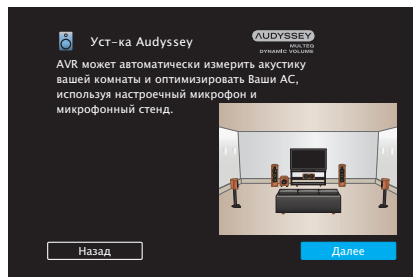 Уст-ка Audyssey
AUDYSSEY
MULTEQ
DYNAMIC VOLUME
AVR может автоматически измерить акустику
вашей комнаты и оптимизировать Ваши АС,
используя настроечный микрофон и
микрофонный стенд.
Назад
Далее